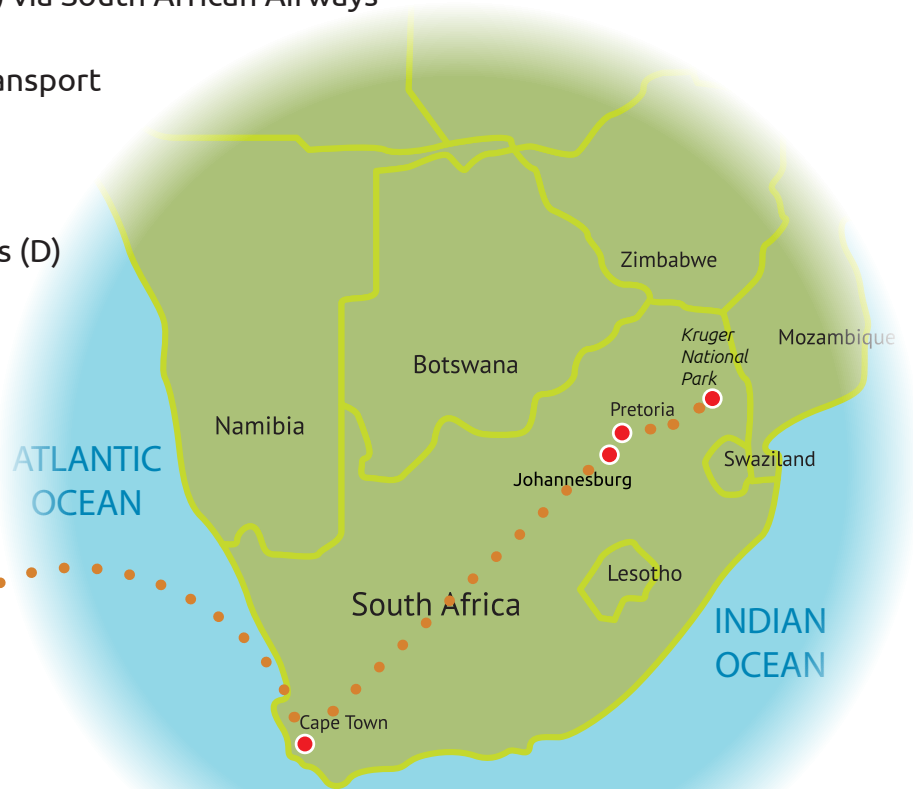 via South African Airways
ansport
s (D)
Zimbabwe
Kruger
National
Park
Mozambique
Botswana
Pretoria
Namibia
ATLANTIC
OCEAN
Swaziland
Johannesburg
Lesotho
South Africa
INDIAN
OCEAN
Cape Town